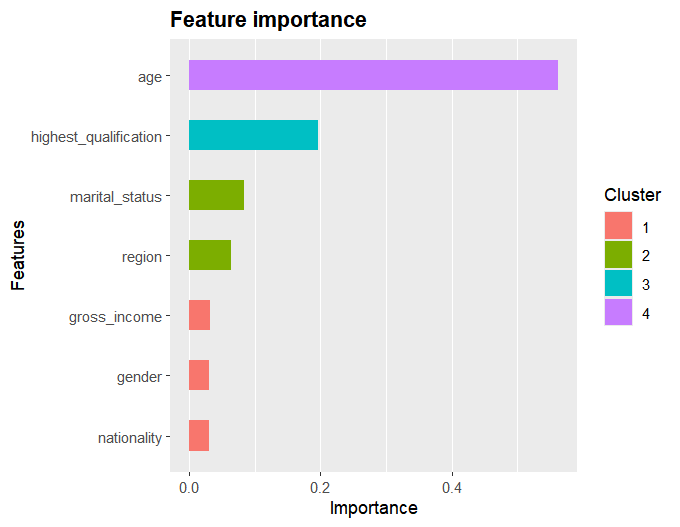 Feature importance
age
highest_qualification
marital_status
region
gross_income
gender
nationality
Features
0.0 0.2 0.4
Importance
Cluster
1
2
3
4